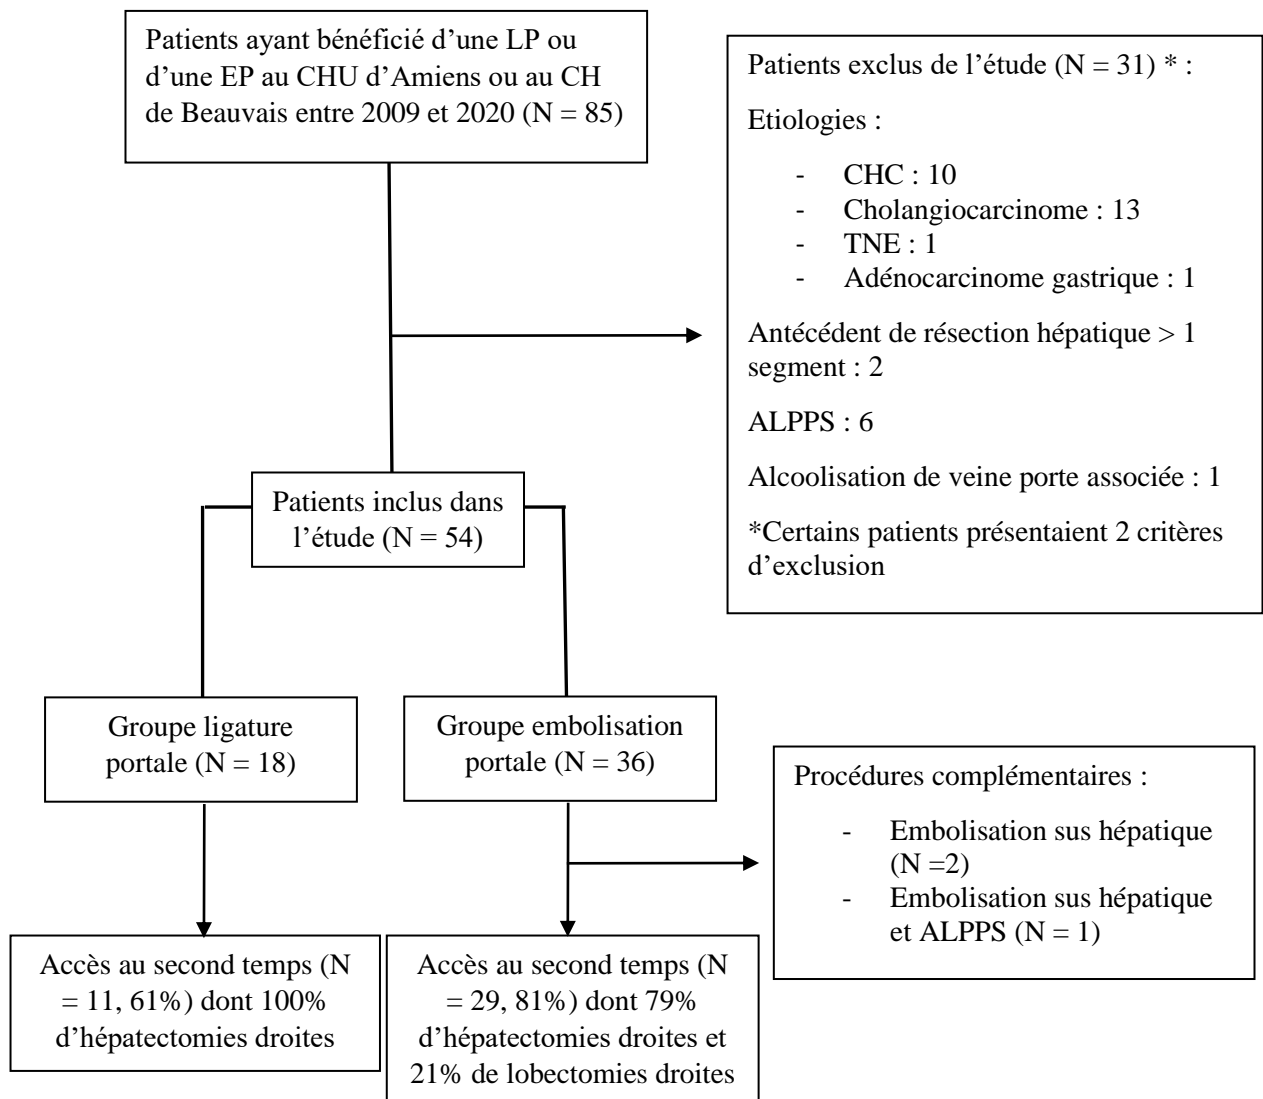 Patients ayant bénéficié d’une LP ou
d’une EP au CHU d’Amiens ou au CH
de Beauvais entre 2009 et 2020 (N = 85)
Patients exclus de l’étude (N = 31) * :
Etiologies :
- CHC : 10
- Cholangiocarcinome : 13
- TNE : 1
- Adénocarcinome gastrique : 1
Antécédent de résection hépatique > 1
segment : 2
ALPPS : 6
Alcoolisation de veine porte associée : 1
*Certains patients présentaient 2 critères
d’exclusion
Patients inclus dans
l’étude (N = 54)
Groupe ligature
portale (N = 18)
Groupe embolisation
portale (N = 36)
Procédures complémentaires :
- Embolisation sus hépatique
(N =2)
- Embolisation sus hépatique
et ALPPS (N = 1)
Accès au second temps (N
= 11, 61%) dont 100%
d’hépatectomies droites
Accès au second temps (N
= 29, 81%) dont 79%
d’hépatectomies droites et
21% de lobectomies droites